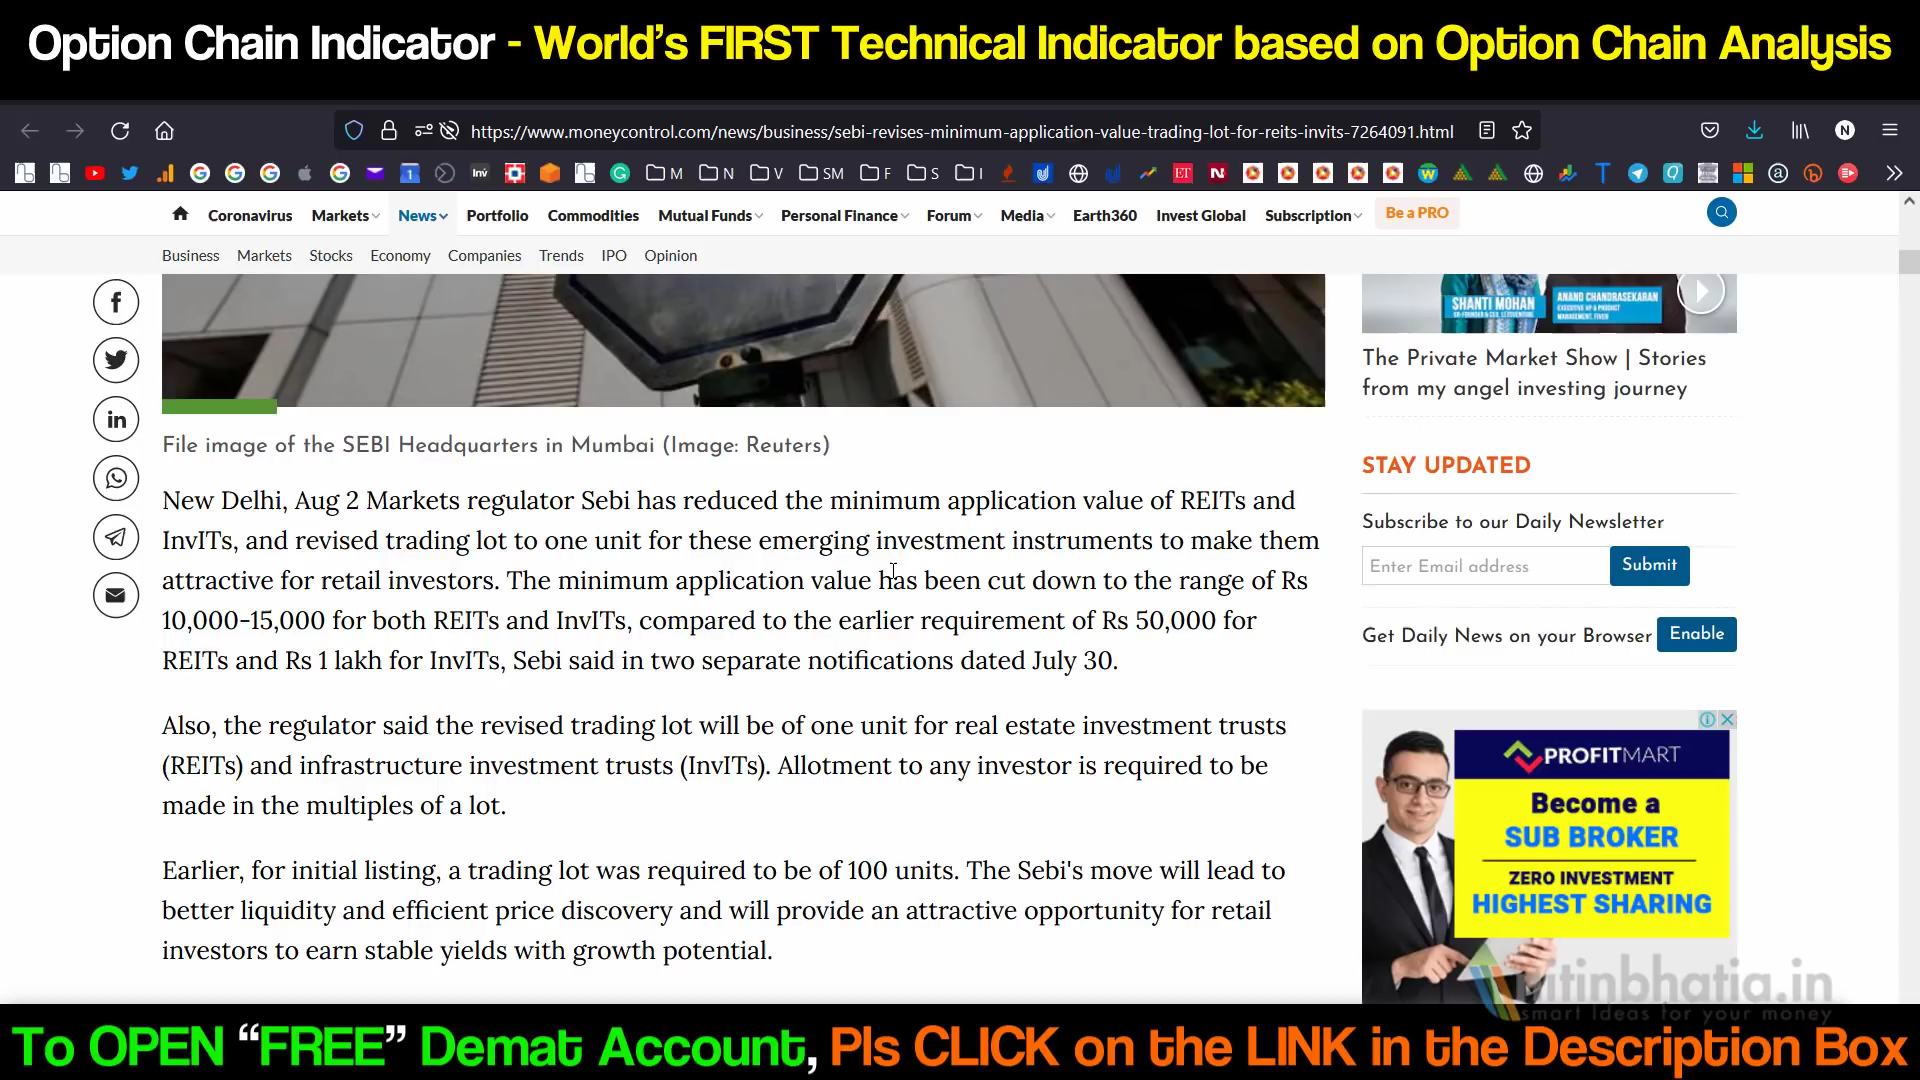 Option Chain Indicator - World's FIRST Technical Indicator based on Option Chain Analysis
https://www.moneycontrol.com/news/business/sebi-revises-minimum-application-value-trading-lot-for-reits-invits-7264091.html
M N V SM F S I
Coronavirus Markets News Portfolio Commodities Mutual Funds Personal Finance Forum Media Earth360 Invest Global Subscription Be a PRO
Business Markets Stocks Economy Companies Trends IPO Opinion
SHANTI MOHAN
ANAND CHANDRASEKARAN
The Private Market Show | Stories
from my angel investing journey
File image of the SEBI Headquarters in Mumbai (Image: Reuters)
New Delhi, Aug 2 Markets regulator Sebi has reduced the minimum application value of REITs and
InvITs, and revised trading lot to one unit for these emerging investment instruments to make them
attractive for retail investors. The minimum application value has been cut down to the range of Rs
10,000-15,000 for both REITs and InvITs, compared to the earlier requirement of Rs 50,000 for
REITs and Rs 1 lakh for InvITs, Sebi said in two separate notifications dated July 30.
Also, the regulator said the revised trading lot will be of one unit for real estate investment trusts
(REITs) and infrastructure investment trusts (InvITs). Allotment to any investor is required to be
made in the multiples of a lot.
Earlier, for initial listing, a trading lot was required to be of 100 units. The Sebi's move will lead to
better liquidity and efficient price discovery and will provide an attractive opportunity for retail
investors to earn stable yields with growth potential.
STAY UPDATED
Subscribe to our Daily Newsletter
Enter Email address Submit
Get Daily News on your Browser Enable
PROFITMART
Become a
SUB BROKER
ZERO INVESTMENT
HIGHEST SHARING
nitinbhatia.in
smart ideas for your money
To OPEN “FREE” Demat Account, Pls CLICK on the LINK in the Description Box